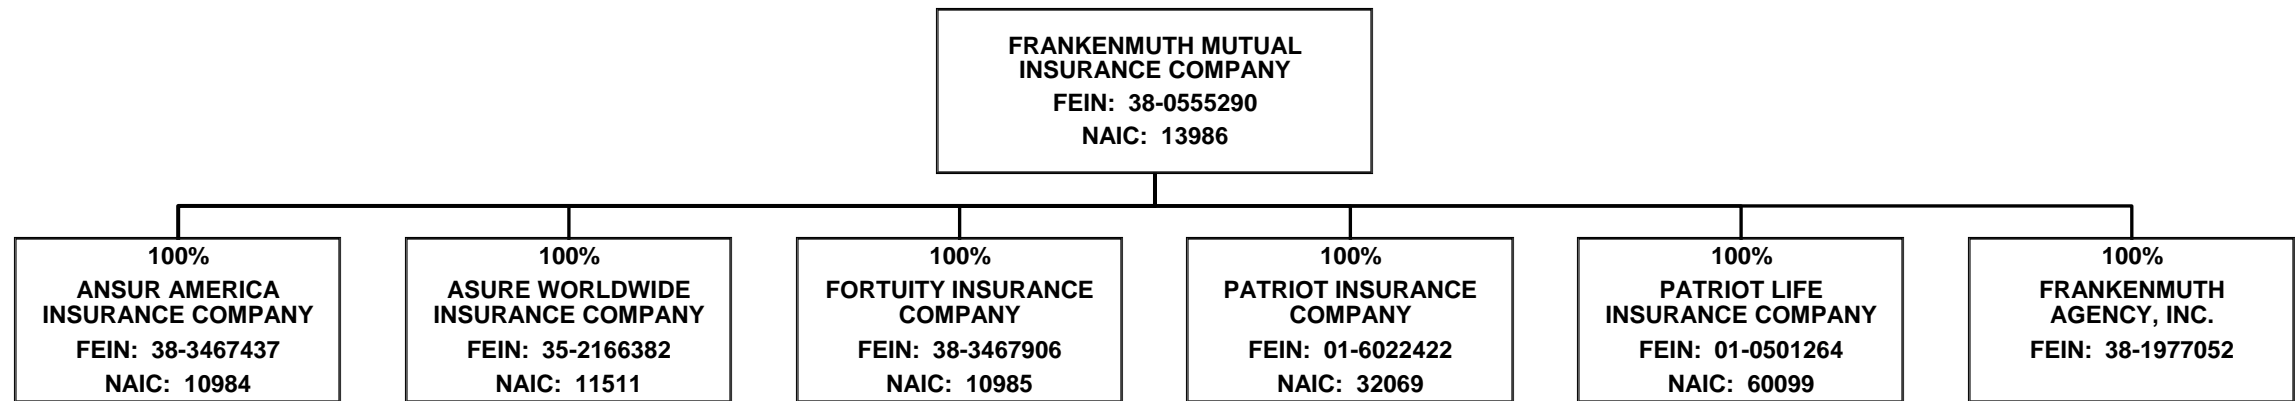 FRANKENMUTH MUTUAL
INSURANCE COMPANY
FEIN: 38-0555290
NAIC: 13986
100%
ANSUR AMERICA
INSURANCE COMPANY
FEIN: 38-3467437
NAIC: 10984
100%
ASURE WORLDWIDE
INSURANCE COMPANY
FEIN: 35-2166382
NAIC: 11511
100%
FORTUITY INSURANCE
COMPANY
FEIN: 38-3467906
NAIC: 10985
100%
PATRIOT INSURANCE
COMPANY
FEIN: 01-6022422
NAIC: 32069
100%
PATRIOT LIFE
INSURANCE COMPANY
FEIN: 01-0501264
NAIC: 60099
100%
FRANKENMUTH
AGENCY, INC.
FEIN: 38-1977052